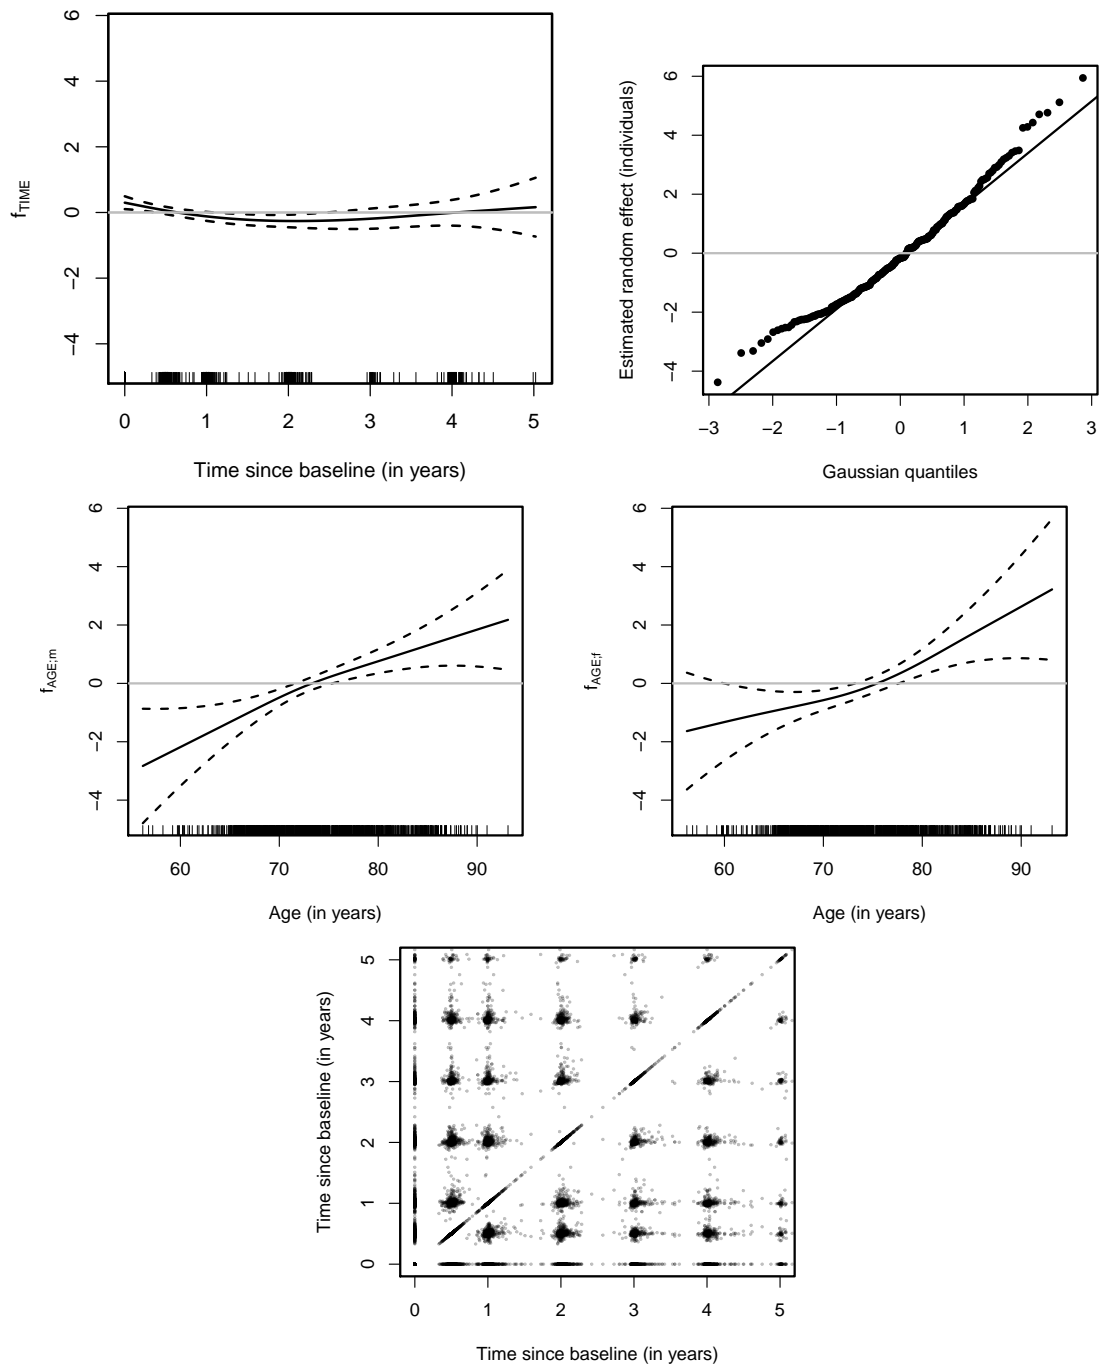 6
4
2
0
−2
−4
f_TIME
0 1 2 3 4 5
Time since baseline (in years)
6
4
2
0
−2
−4
Estimated random effect (individuals)
−3 −2 −1 0 1 2 3
Gaussian quantiles
6
4
2
0
−2
−4
f_AGE;m
60 70 80 90
Age (in years)
6
4
2
0
−2
−4
f_AGE;f
60 70 80 90
Age (in years)
5
4
3
2
1
0
Time since baseline (in years)
0 1 2 3 4 5
Time since baseline (in years)